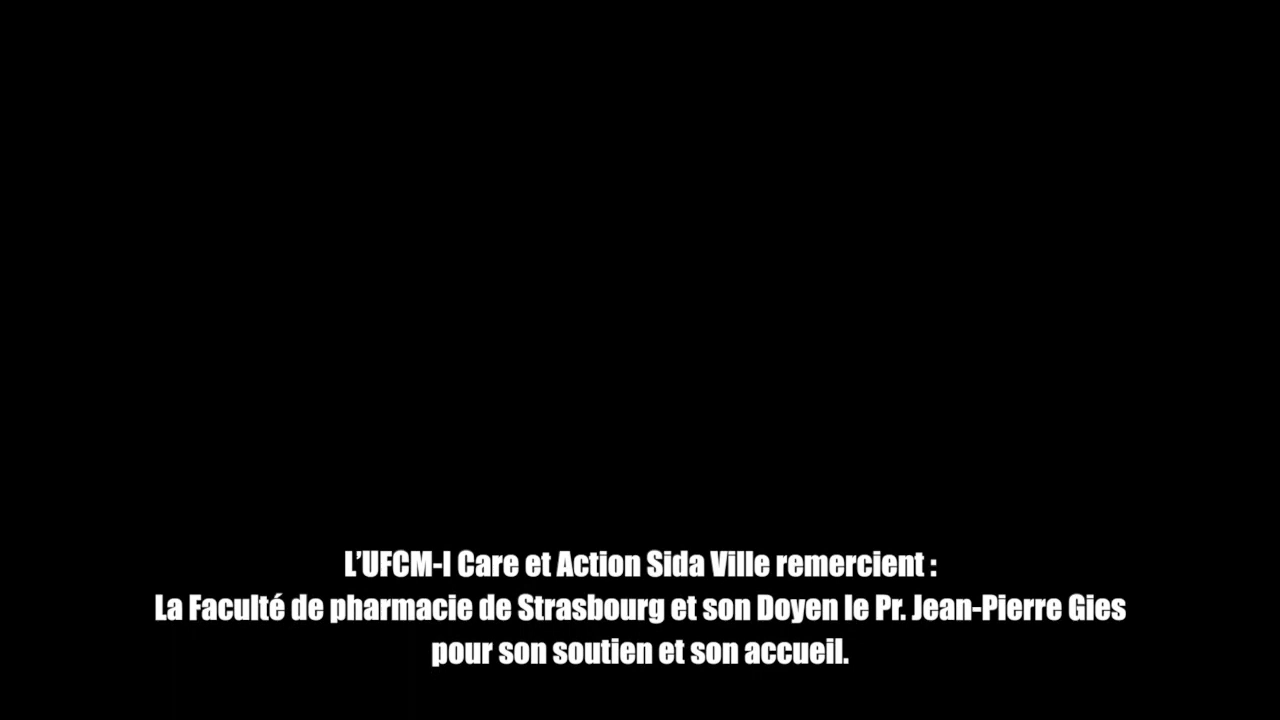 L’UFCM-I Care et Action Sida Ville remercient :
La Faculté de pharmacie de Strasbourg et son Doyen le Pr. Jean-Pierre Gies
pour son soutien et son accueil.